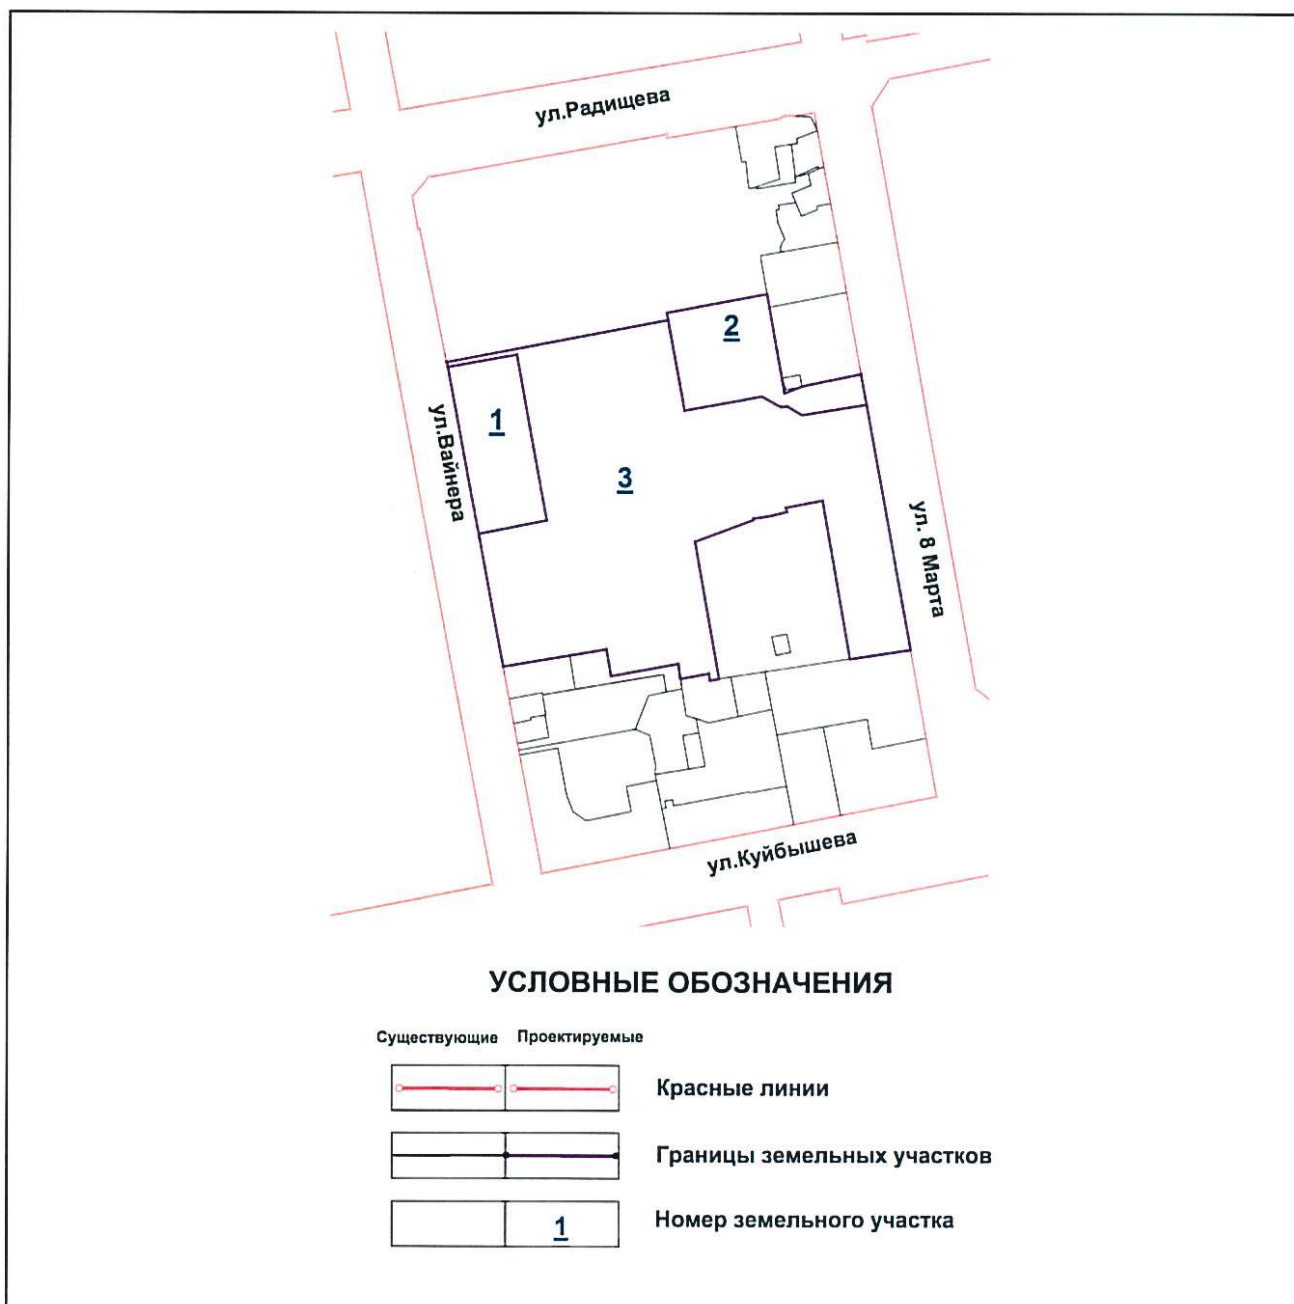 ул.Радищева
2
1
ул.Вайнера
3
ул. 8 Марта
ул.Куйбышева
УСЛОВНЫЕ ОБОЗНАЧЕНИЯ
Существующие Проектируемые
Красные линии
Границы земельных участков
1 Номер земельного участка